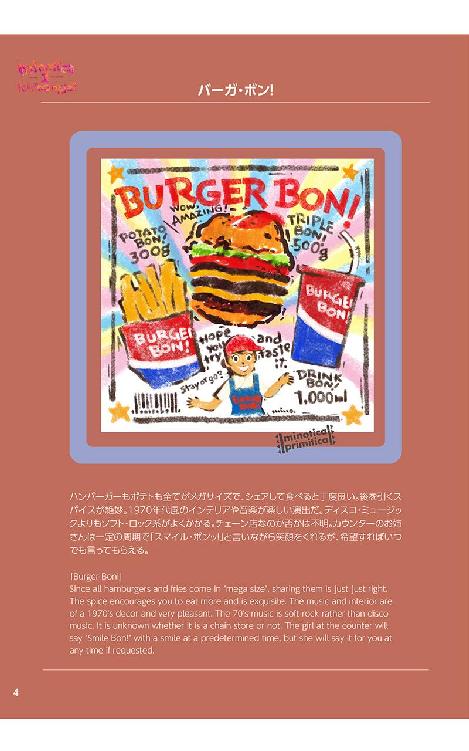 バーガ・ボン!
BURGER BON!
WOW,
AMAZING!
POTATO
BON!
300g
TRIPLE
BON!
500g
BURGER
BON!
BURGE
BON!
Hope
you
try
and
taste
it.
Stay or go?
DRINK
BON!
1,000ml
mino.
minotical
primitical
ハンバーガーもポテトも全てがメガサイズで、シェアして食べると丁度良い。後を引くス
パイスが絶妙。1970年代風のインテリアや音楽が楽しい演出だ。ディスコ・ミュージッ
クよりもソフト・ロック系がよくかかる。チェーン店なのか否かは不明。カウンターのお姉
さんは一定の周期で「スマイル・ボンッ!」と言いながら笑顔をくれるが、希望すればいつ
でも言ってもらえる。
[Burger Bon!]
Since all hamburgers and fries come in "mega size", sharing them is just just right.
The spice encourages you to eat more and is exquisite. The music and interior are
of a 1970's decor and very pleasant. The 70's music is soft rock rather than disco
music. It is unknown whether it is a chain store or not. The girl at the counter will
say "Smile Bon!" with a smile at a predetermined time, but she will say it for you at
any time if requested.
4